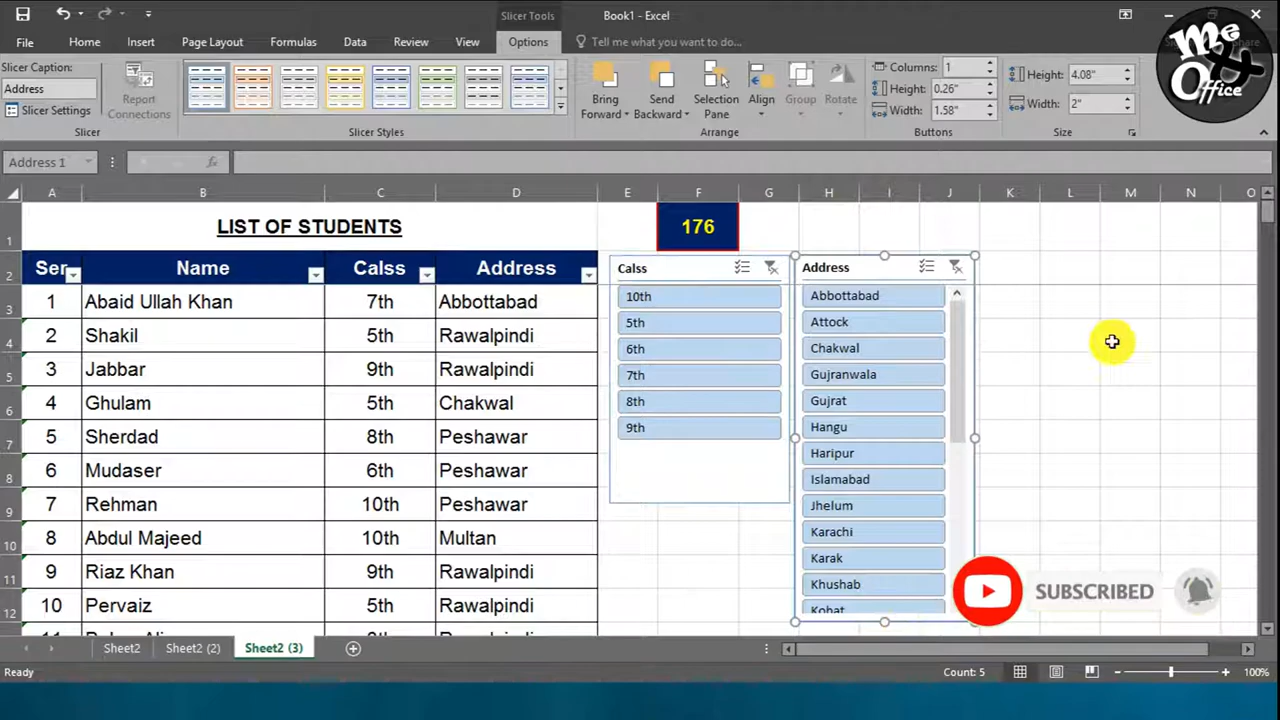 Slicer Tools
Book1 - Excel
File Home Insert Page Layout Formulas Data Review View Options Tell me what you want to do...
Me & Office
Slicer Caption:
Address
Slicer Settings
Report Connections
Bring Forward
Send Backward
Selection Pane
Align
Group
Rotate
Columns: 1
Height: 0.26"
Width: 1.58"
Height: 4.08"
Width: 2"
Slicer
Slicer Styles
Arrange
Buttons
Size
Address 1
fx
A B C D E F G H I J K L M N O
1 LIST OF STUDENTS 176
2 Ser Name Calss Address
3 1 Abaid Ullah Khan 7th Abbottabad
4 2 Shakil 5th Rawalpindi
5 3 Jabbar 9th Rawalpindi
6 4 Ghulam 5th Chakwal
7 5 Sherdad 8th Peshawar
8 6 Mudaser 6th Peshawar
9 7 Rehman 10th Peshawar
10 8 Abdul Majeed 10th Multan
11 9 Riaz Khan 9th Rawalpindi
12 10 Pervaiz 5th Rawalpindi
Calss
10th
5th
6th
7th
8th
9th
Address
Abbottabad
Attock
Chakwal
Gujranwala
Gujrat
Hangu
Haripur
Islamabad
Jhelum
Karachi
Karak
Khushab
Kohat
SUBSCRIBED
Sheet2 Sheet2 (2) Sheet2 (3)
Ready
Count: 5
100%